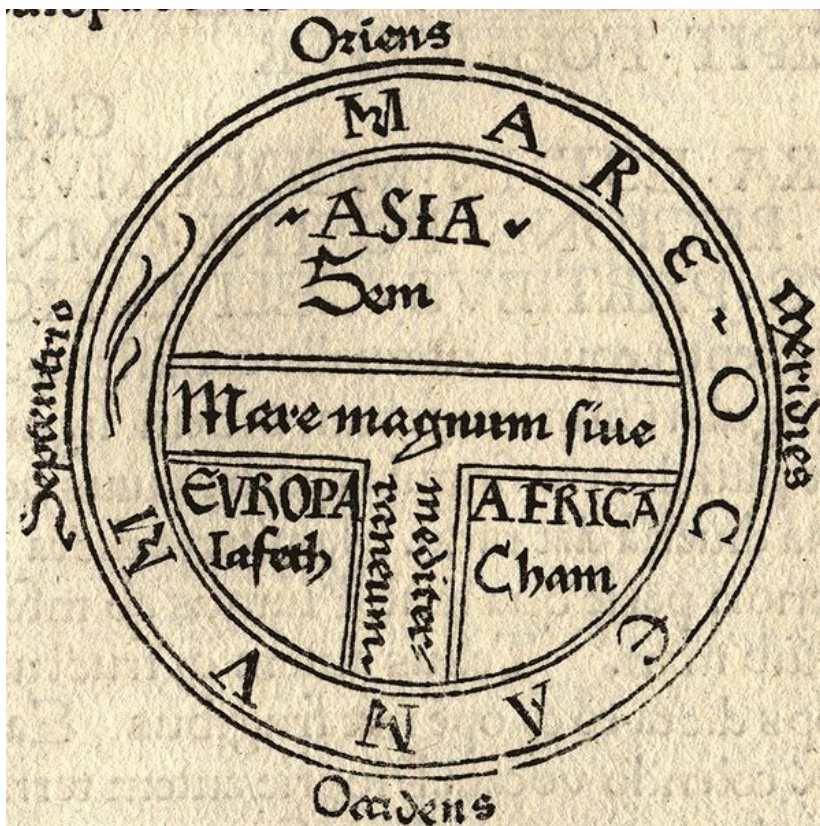 Oriens
MARE OCEANVM
ASIA
Sem
Septentrio
Meridies
Mare magnum ſiue
mediter=
raneum
EVROPA
Iafeth
AFRICA
Cham
Occidens